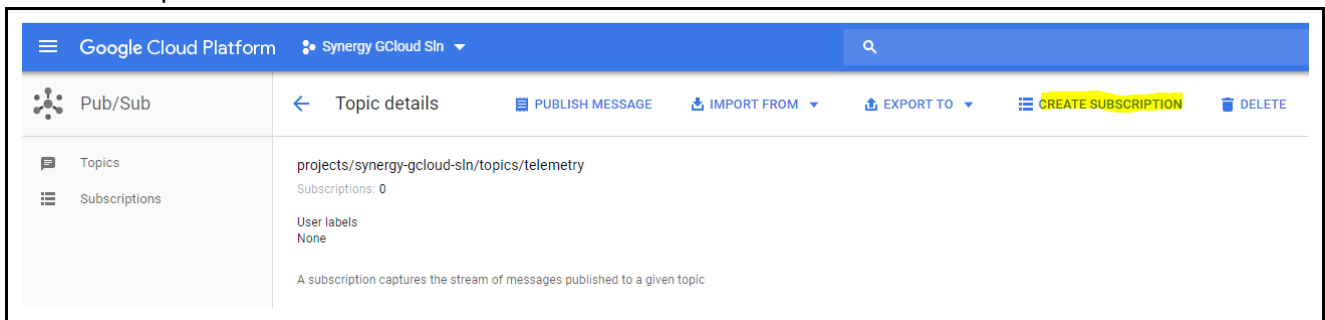 Google Cloud Platform Synergy GCloud Sln
Pub/Sub Topic details PUBLISH MESSAGE IMPORT FROM EXPORT TO CREATE SUBSCRIPTION DELETE
Topics
Subscriptions
projects/synergy-gcloud-sln/topics/telemetry
Subscriptions: 0
User labels
None
A subscription captures the stream of messages published to a given topic